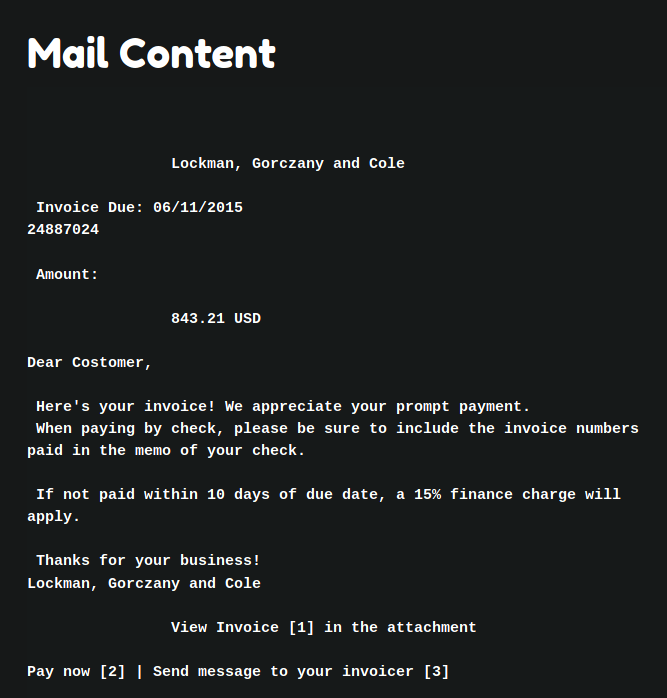 Mail Content
Lockman, Gorczany and Cole
Invoice Due: 06/11/2015
24887024
Amount:
843.21 USD
Dear Costomer,
Here's your invoice! We appreciate your prompt payment.
When paying by check, please be sure to include the invoice numbers
paid in the memo of your check.
If not paid within 10 days of due date, a 15% finance charge will
apply.
Thanks for your business!
Lockman, Gorczany and Cole
View Invoice [1] in the attachment
Pay now [2] | Send message to your invoicer [3]